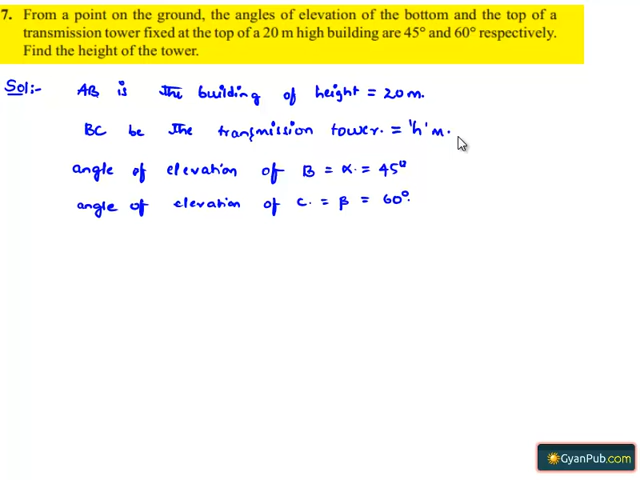 7. From a point on the ground, the angles of elevation of the bottom and the top of a
transmission tower fixed at the top of a 20 m high building are 45° and 60° respectively.
Find the height of the tower.
Sol:- AB is the building of height = 20 m.
BC be the transmission tower. = 'h' m.
angle of elevation of B = α. = 45°
angle of elevation of C. = β = 60°.
GyanPub.com